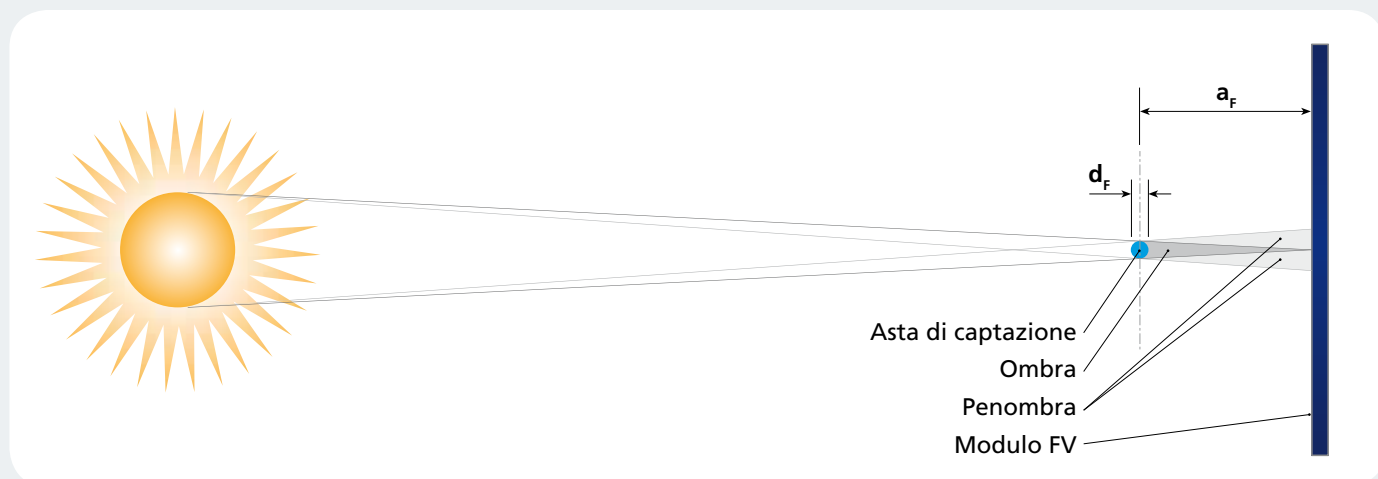 a_F
d_F
Asta di captazione
Ombra
Penombra
Modulo FV